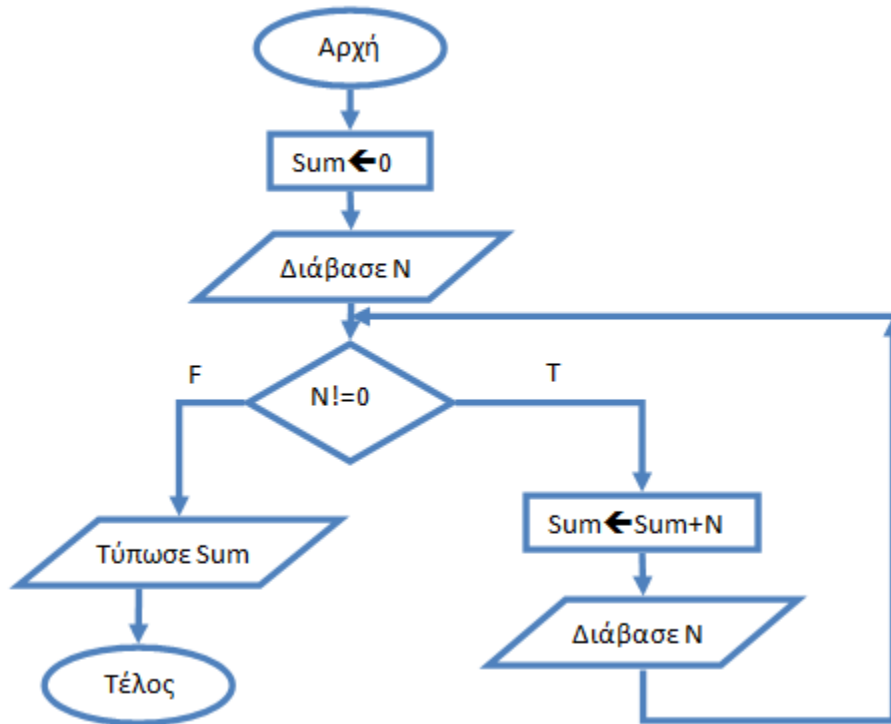 Αρχή
Sum🡸0
Διάβασε N
N!=0
F
T
Sum🡸Sum+N
Διάβασε N
Τύπωσε Sum
Τέλος